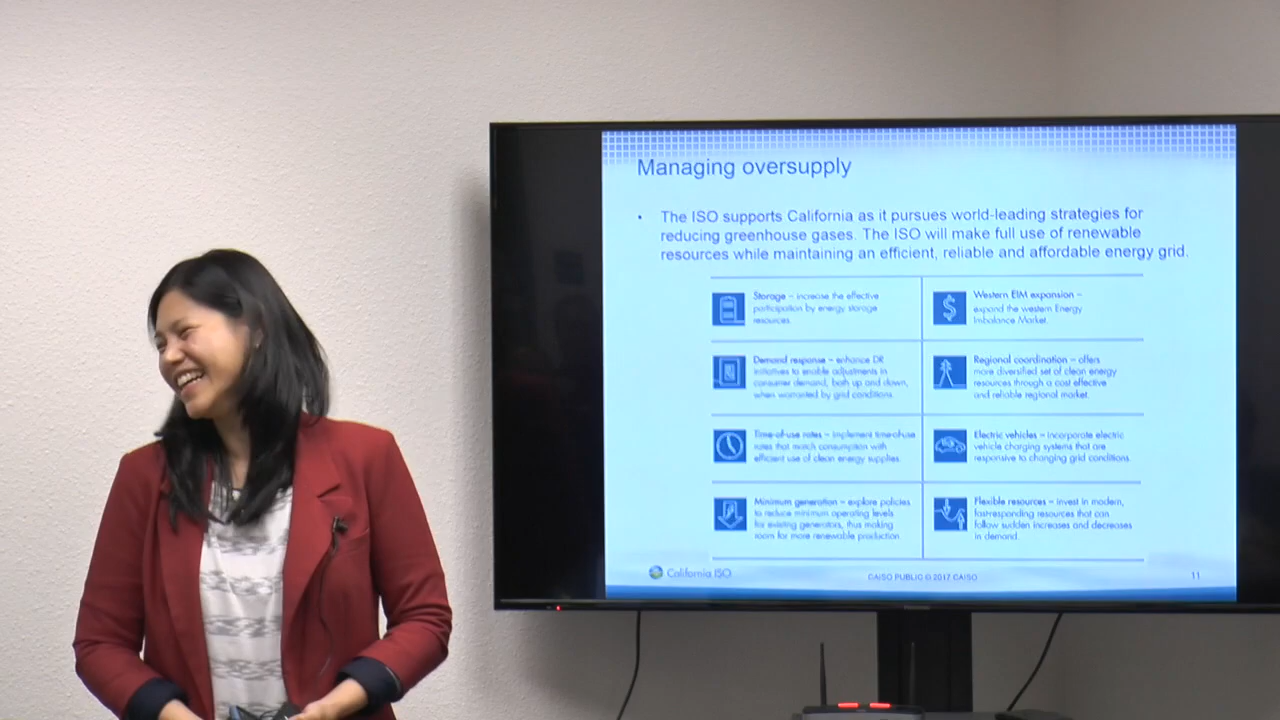 Managing oversupply
• The ISO supports California as it pursues world-leading strategies for
reducing greenhouse gases. The ISO will make full use of renewable
resources while maintaining an efficient, reliable and affordable energy grid.
Storage – increase the effective
participation by energy storage
resources.
Western EIM expansion –
expand the western Energy
Imbalance Market.
Demand response – enhance DR
initiatives to enable adjustments in
consumer demand, both up and down,
when warranted by grid conditions.
Regional coordination – offers
more diversified set of clean energy
resources through a cost effective
and reliable regional market.
Time-of-use rates – implement time-of-use
rates that match consumption with
efficient use of clean energy supplies.
Electric vehicles – incorporate electric
vehicle charging systems that are
responsive to changing grid conditions.
Minimum generation – explore policies
to reduce minimum operating levels
for existing generators, thus making
room for more renewable production.
Flexible resources – invest in modern,
fast-responding resources that can
follow sudden increases and decreases
in demand.
California ISO
CAISO PUBLIC © 2017 CAISO
11